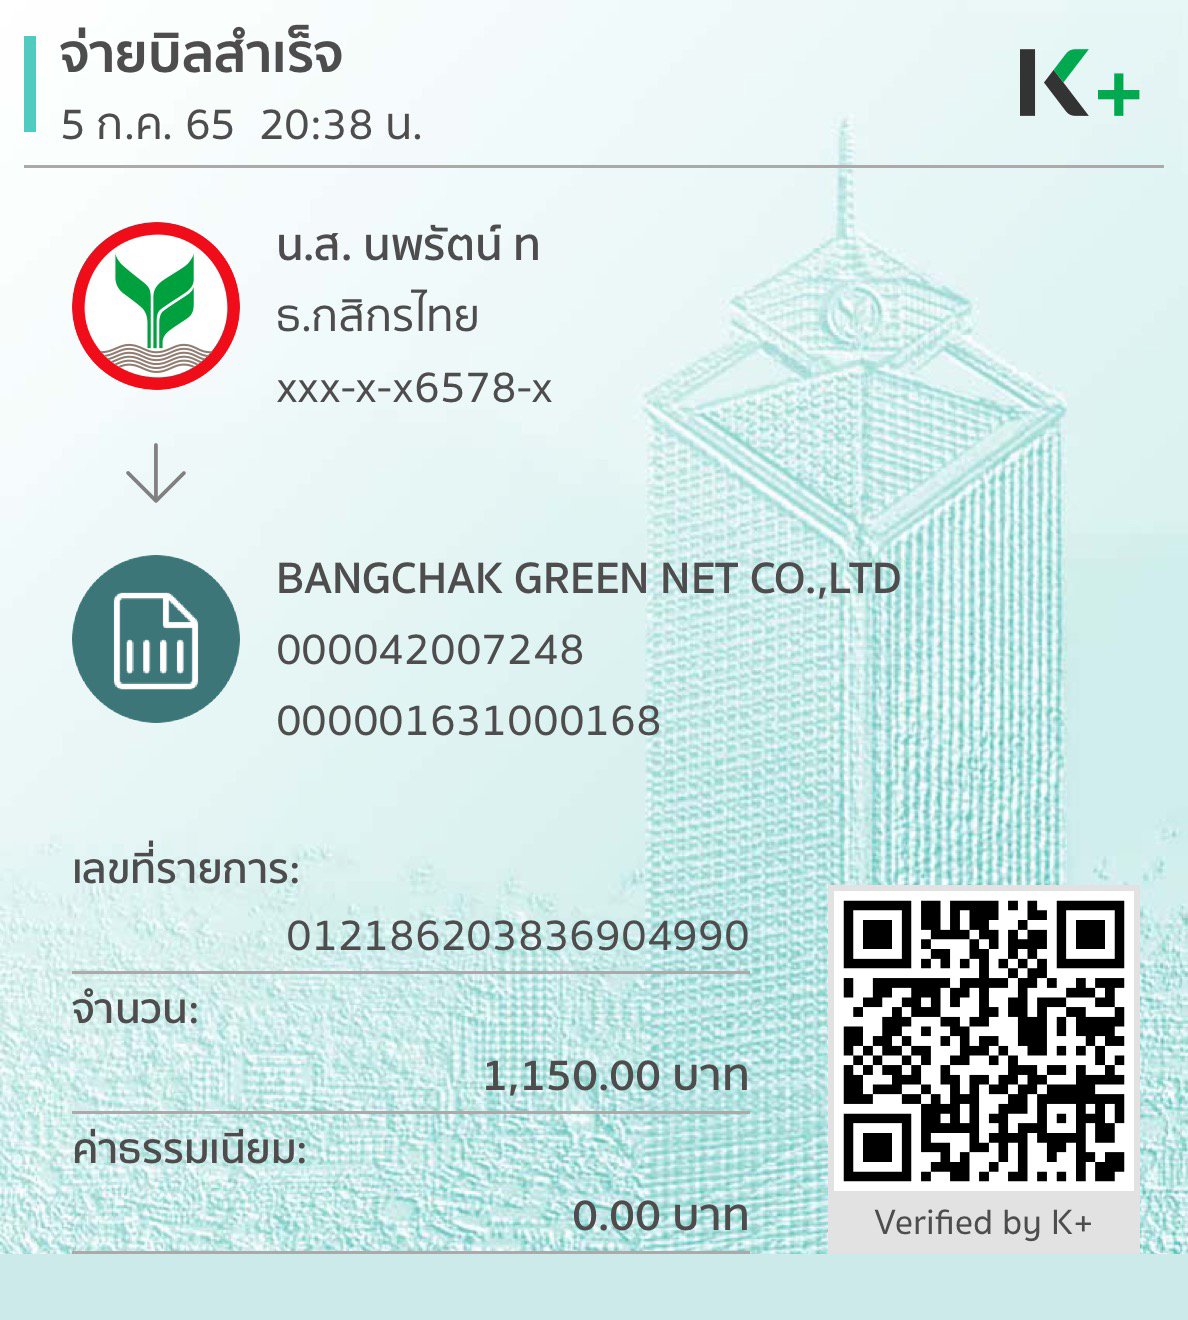 จ่ายบิลสำเร็จ
5 ก.ค. 65 20:38 น.
K+
น.ส. นพรัตน์ ท
ธ.กสิกรไทย
xxx-x-x6578-x
BANGCHAK GREEN NET CO.,LTD
000042007248
000001631000168
เลขที่รายการ:
012186203836904990
จำนวน:
1,150.00 บาท
ค่าธรรมเนียม:
0.00 บาท
Verified by K+